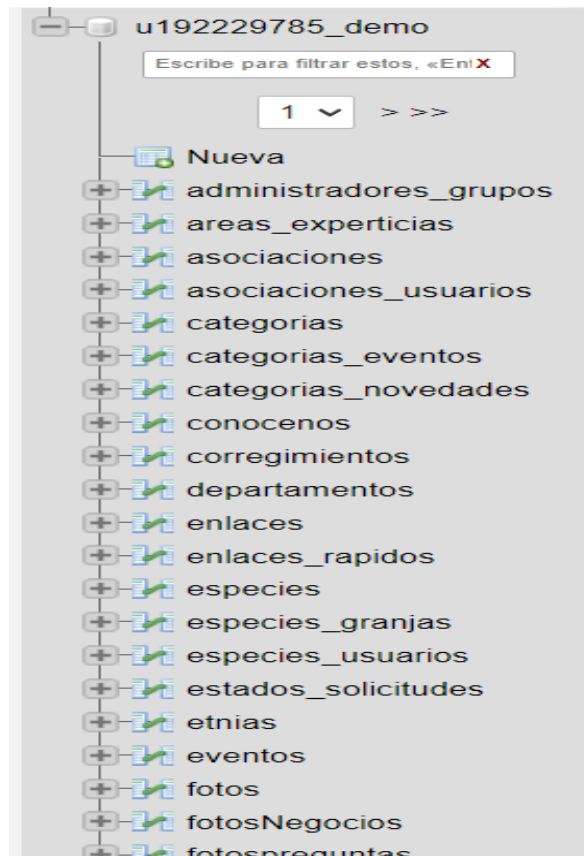 u192229785_demo
Escribe para filtrar estos, «Ent X
1 > >>>
Nueva
administradores_grupos
areas_experticias
asociaciones
asociaciones_usuarios
categorias
categorias_eventos
categorias_novedades
conocenos
corregimientos
departamentos
enlaces
enlaces_rapidos
especies
especies_granjas
especies_usuarios
estados_solicitudes
etnias
eventos
fotos
fotosNegocios
fotospreguntas